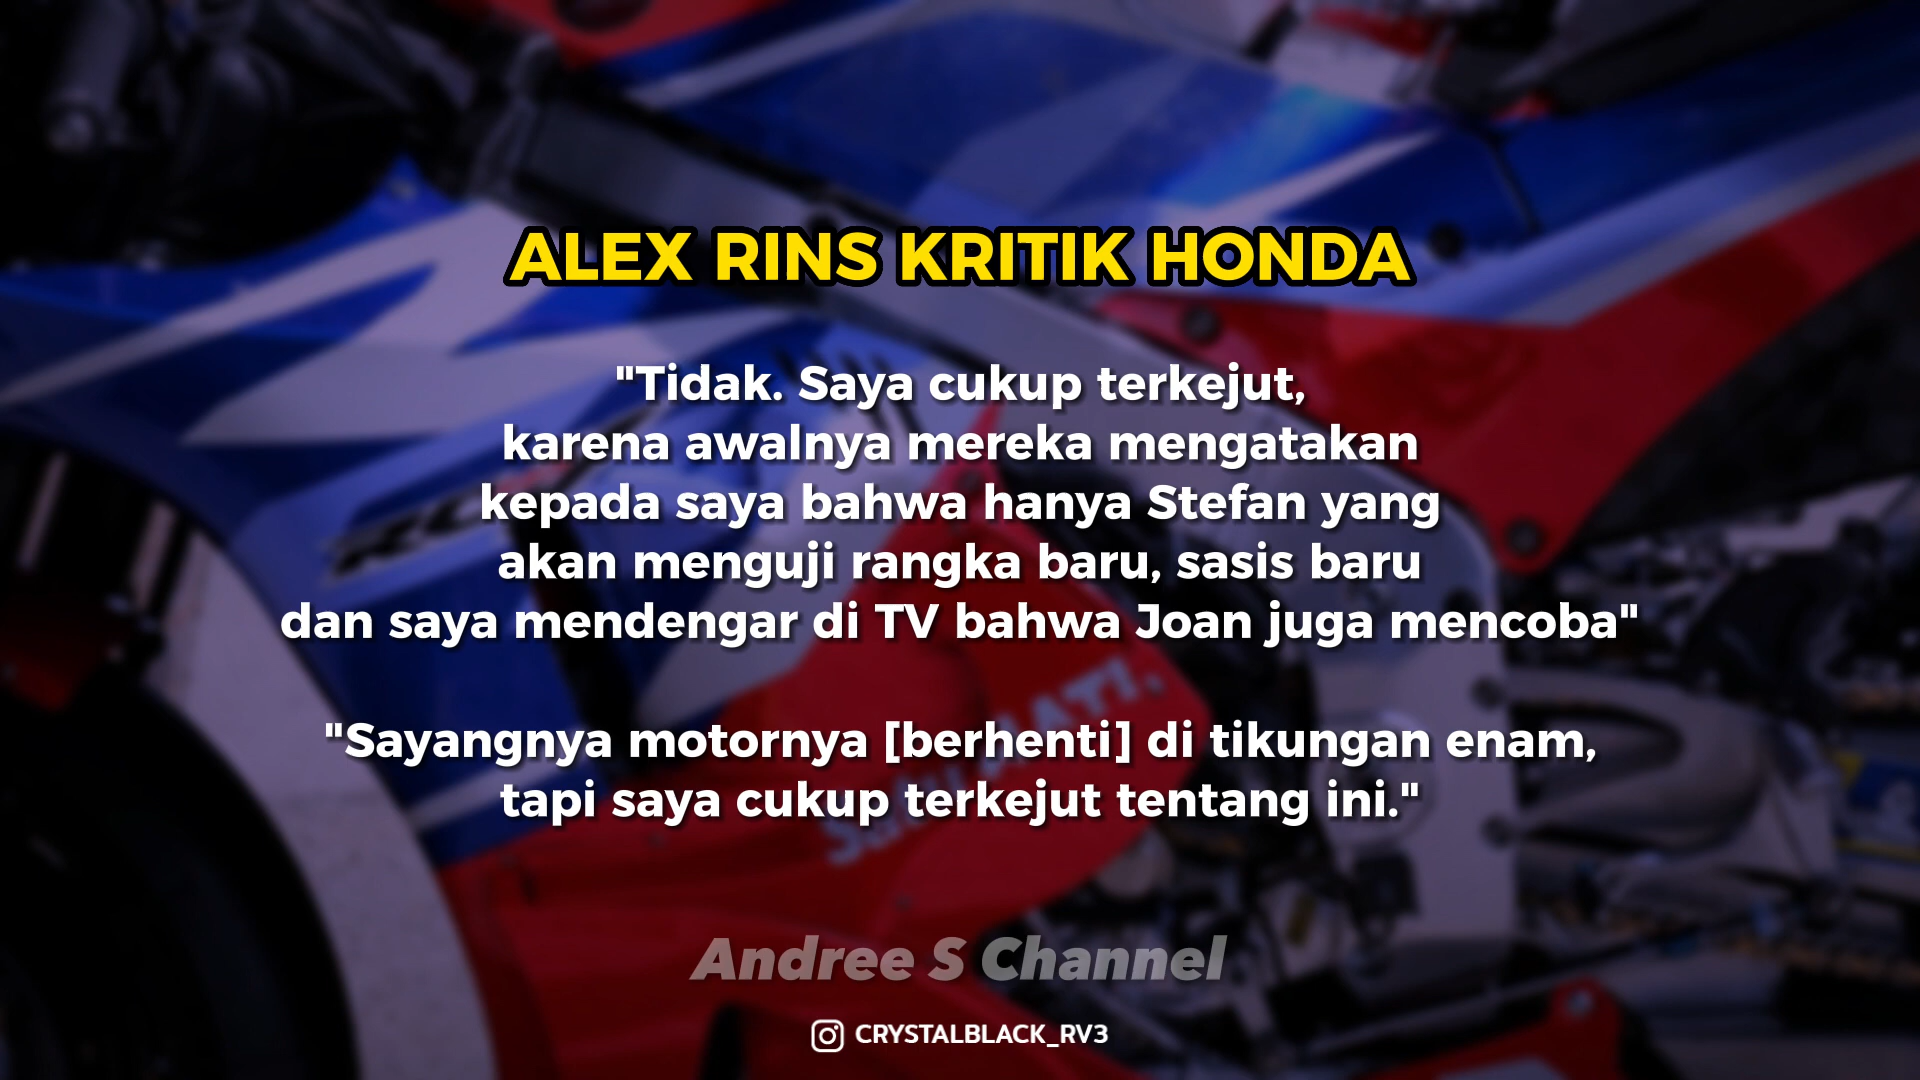 ALEX RINS KRITIK HONDA
"Tidak. Saya cukup terkejut,
karena awalnya mereka mengatakan
kepada saya bahwa hanya Stefan yang
akan menguji rangka baru, sasis baru
dan saya mendengar di TV bahwa Joan juga mencoba"
"Sayangnya motornya [berhenti] di tikungan enam,
tapi saya cukup terkejut tentang ini."
Andree S Channel
CRYSTALBLACK_RV3